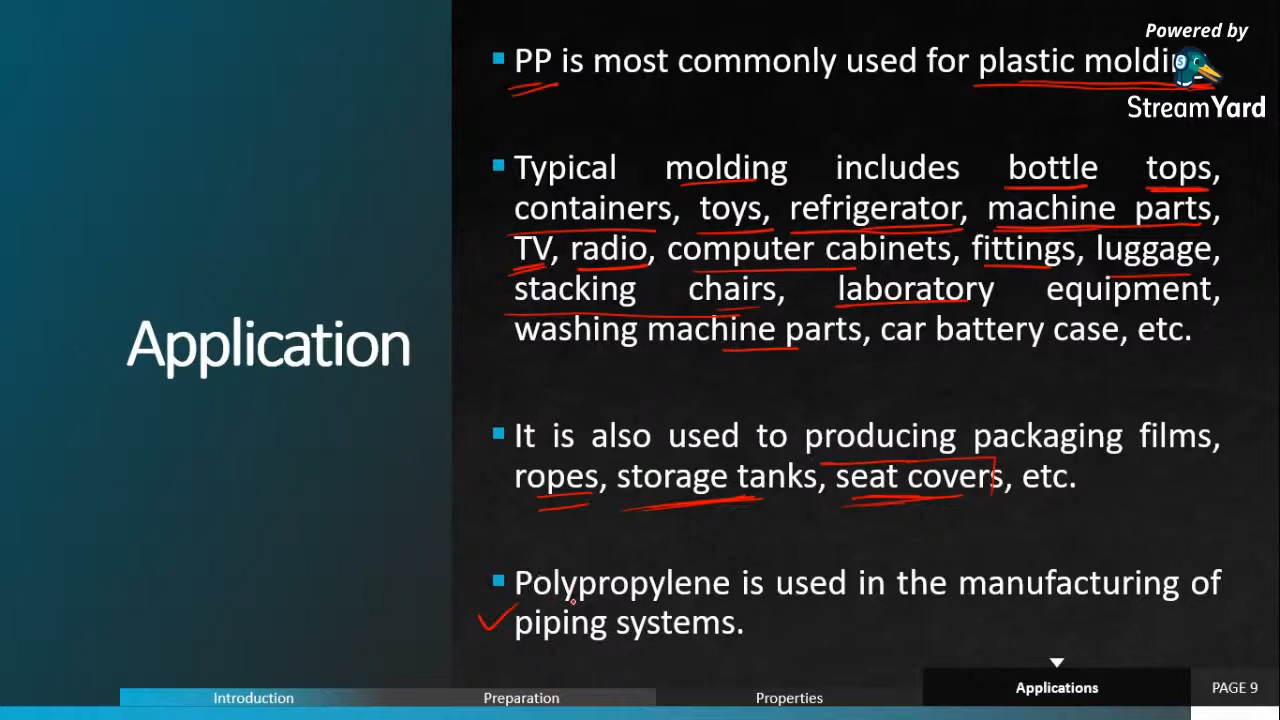 Powered by
StreamYard
PP is most commonly used for plastic molding
Typical molding includes bottle tops,
containers, toys, refrigerator, machine parts,
TV, radio, computer cabinets, fittings, luggage,
stacking chairs, laboratory equipment,
washing machine parts, car battery case, etc.
Application
It is also used to producing packaging films,
ropes, storage tanks, seat covers, etc.
Polypropylene is used in the manufacturing of
piping systems.
Introduction
Preparation
Properties
Applications
PAGE 9